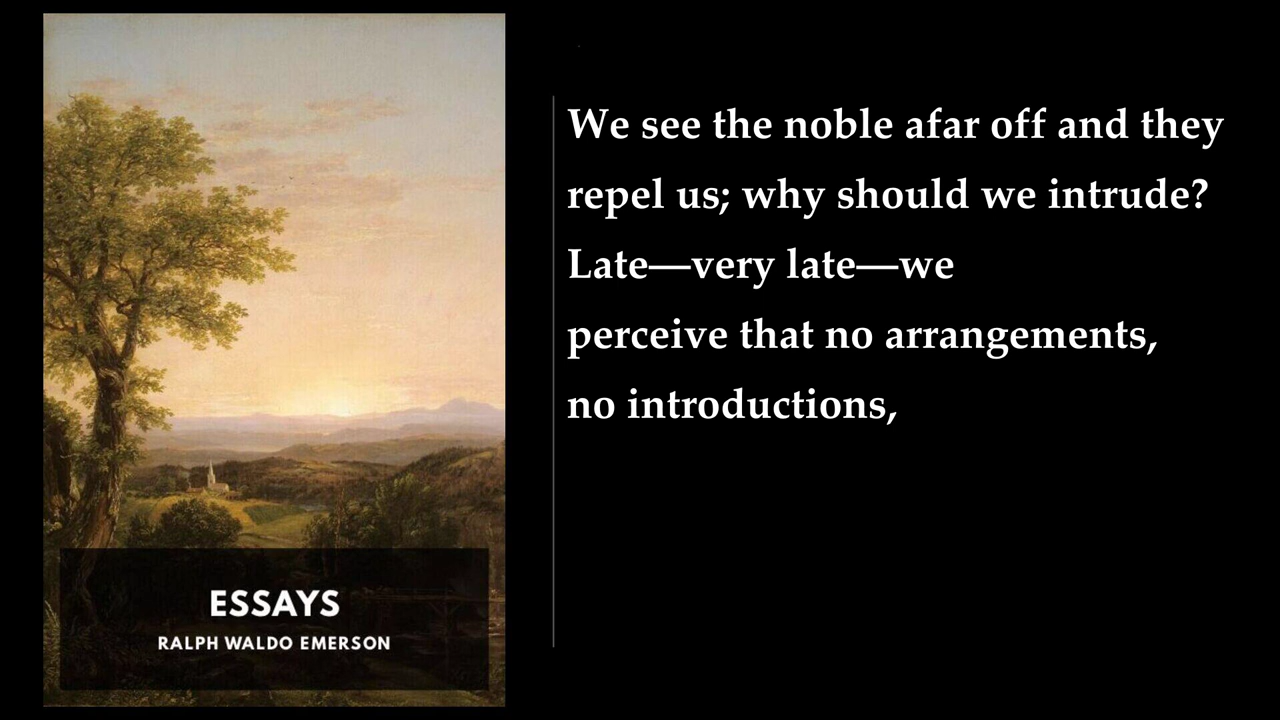 ESSAYS
RALPH WALDO EMERSON
We see the noble afar off and they
repel us; why should we intrude?
Late—very late—we
perceive that no arrangements,
no introductions,